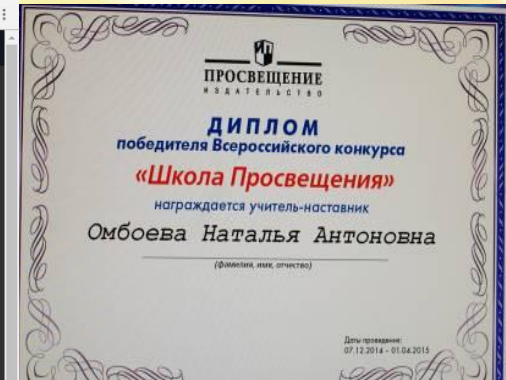 ПРОСВЕЩЕНИЕ
ИЗДАТЕЛЬСТВО
ДИПЛОМ
победителя Всероссийского конкурса
«Школа Просвещения»
награждается учитель-наставник
Омбоева Наталья Антоновна
(фамилия, имя, отчество)
Даты проведения:
07.12.2014 – 01.04.2015